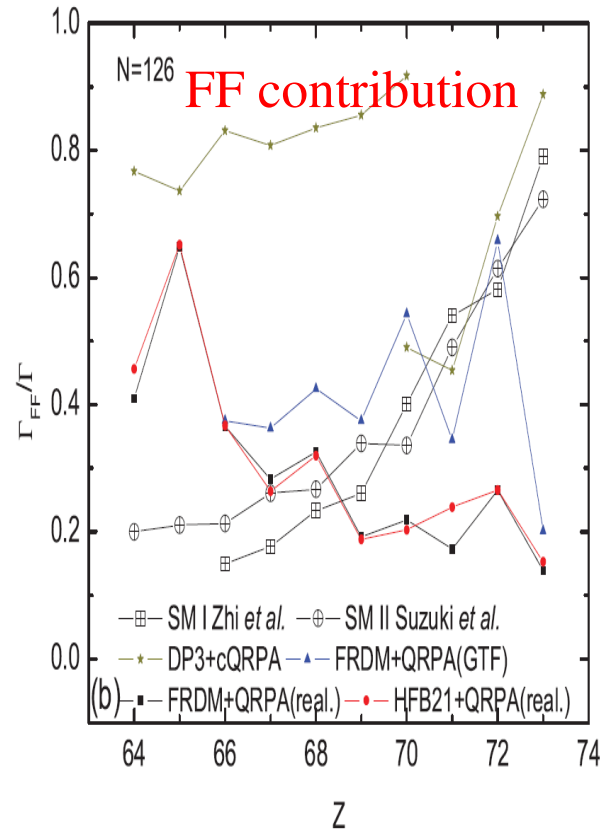 1.0
N=126
FF contribution
0.8
0.6
Γ_FF/Γ
0.4
0.2
SM I Zhi et al.
SM II Suzuki et al.
DP3+cQRPA
FRDM+QRPA(GTF)
0.0
(b)
FRDM+QRPA(real.)
HFB21+QRPA(real.)
64 66 68 70 72 74
Z